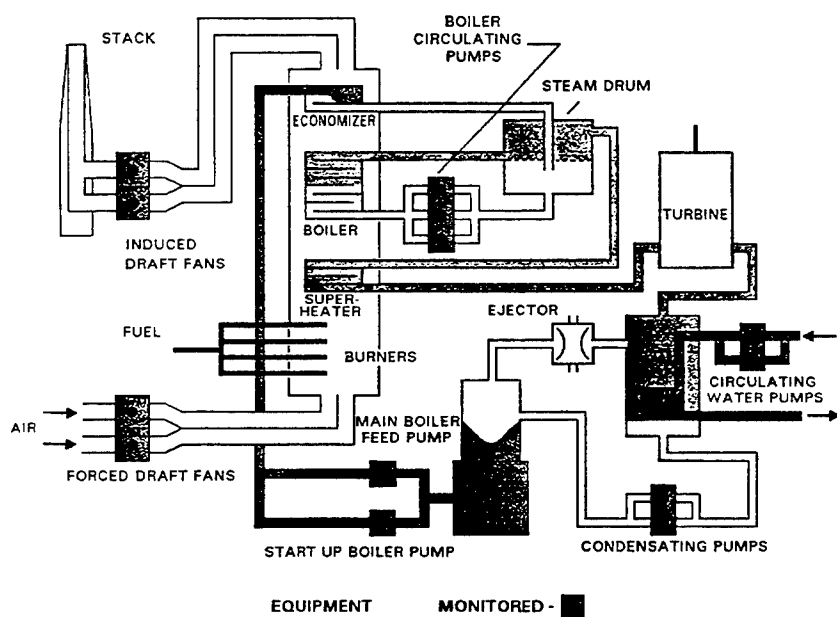 STACK
BOILER
CIRCULATING
PUMPS
STEAM DRUM
ECONOMIZER
TURBINE
BOILER
INDUCED
DRAFT FANS
SUPER-
HEATER
EJECTOR
FUEL
BURNERS
CIRCULATING
WATER PUMPS
AIR
MAIN BOILER
FEED PUMP
FORCED DRAFT FANS
START UP BOILER PUMP
CONDENSATING PUMPS
EQUIPMENT MONITORED -